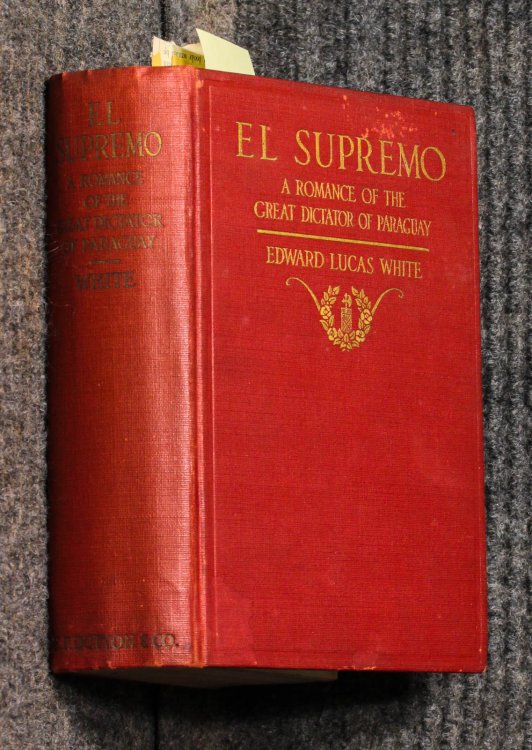 EL SUPREMO
A ROMANCE OF THE
GREAT DICTATOR OF PARAGUAY
EDWARD LUCAS WHITE
EL
SUPREMO
A ROMANCE
OF THE
GREAT DICTATOR
OF PARAGUAY
WHITE
DUTTON & CO.